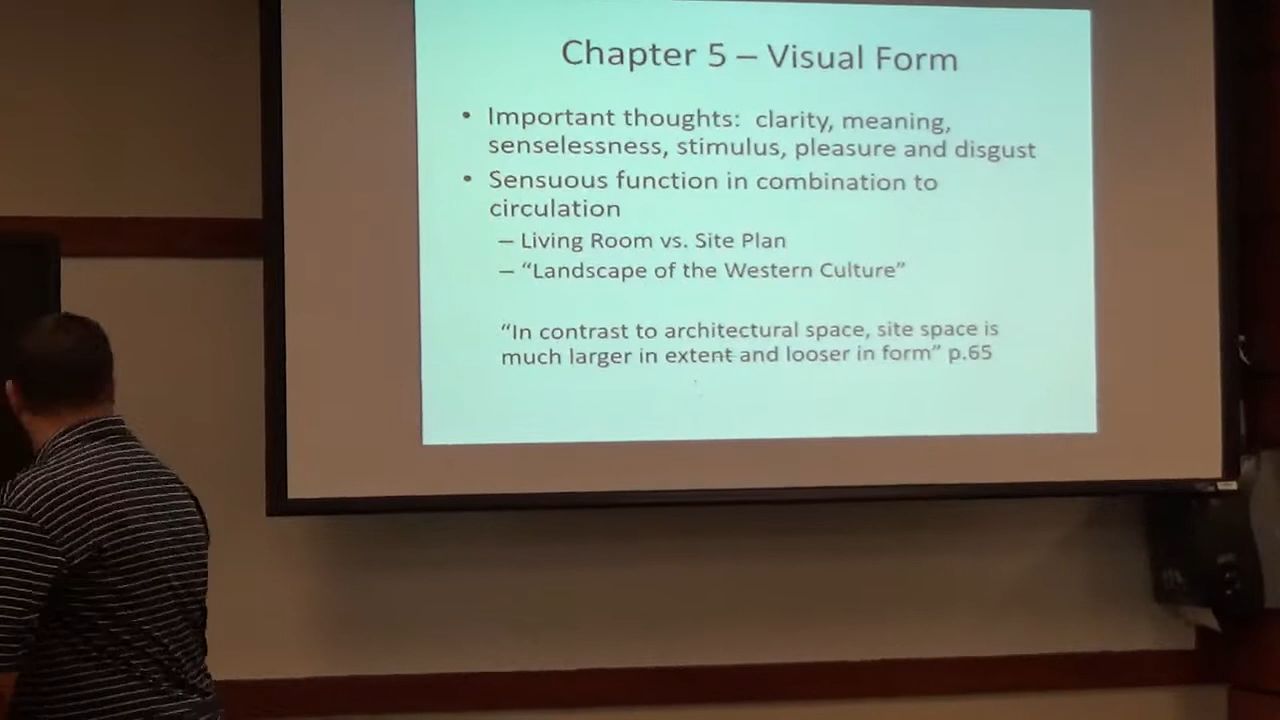 Chapter 5 – Visual Form
• Important thoughts:  clarity, meaning,
senselessness, stimulus, pleasure and disgust
• Sensuous function in combination to
circulation
– Living Room vs. Site Plan
– “Landscape of the Western Culture”
“In contrast to architectural space, site space is
much larger in extent and looser in form” p.65